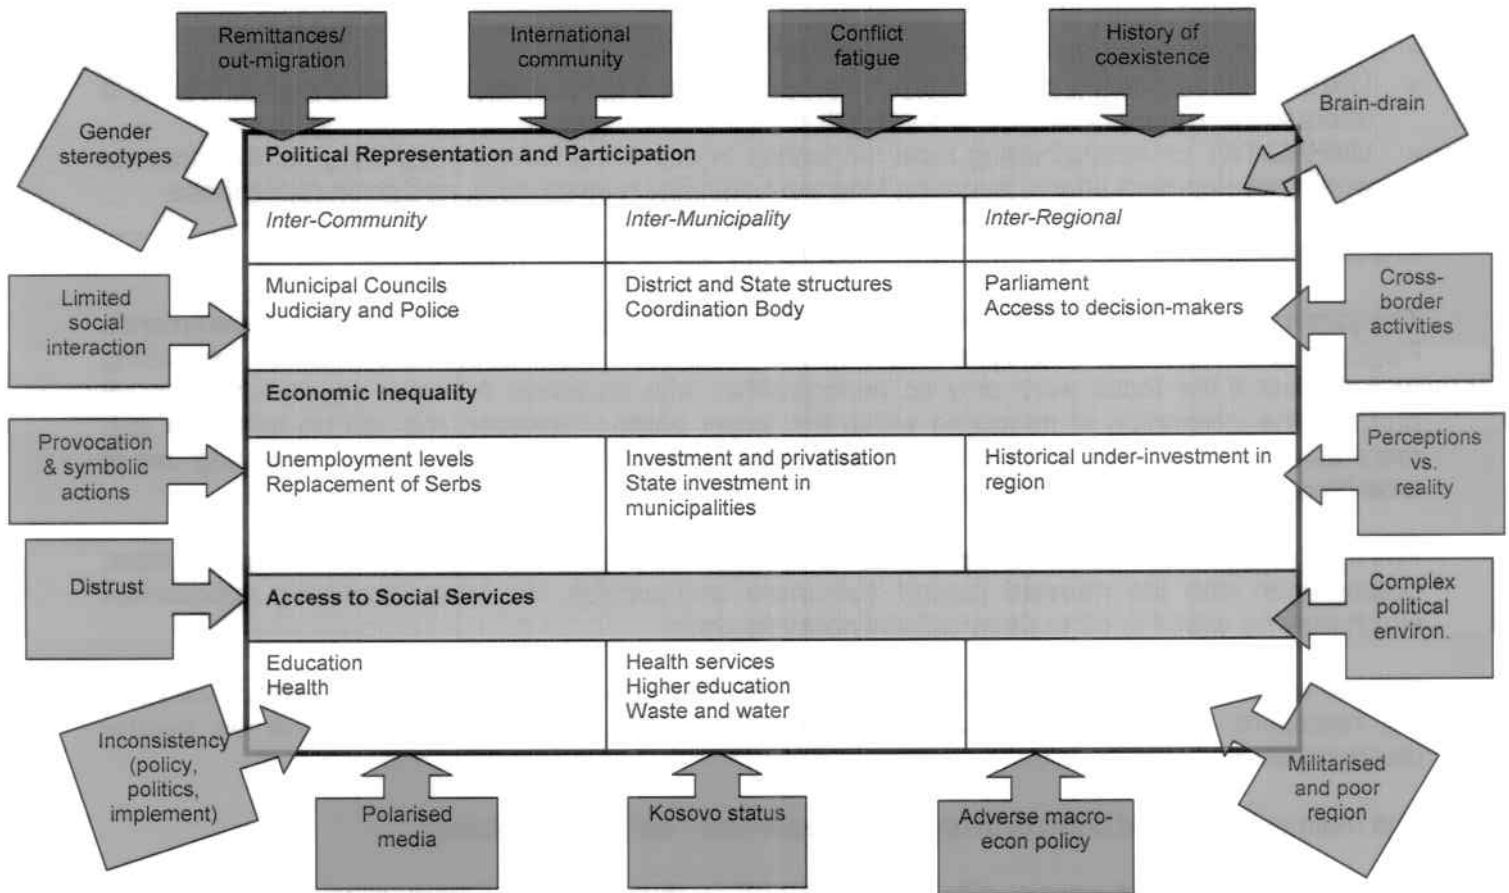 Remittances/
out-migration
International
community
Conflict
fatigue
History of
coexistence
Gender
stereotypes
Brain-drain
Political Representation and Participation
Inter-Community
Inter-Municipality
Inter-Regional
Municipal Councils
Judiciary and Police
District and State structures
Coordination Body
Parliament
Access to decision-makers
Limited
social
interaction
Cross-
border
activities
Economic Inequality
Provocation
& symbolic
actions
Unemployment levels
Replacement of Serbs
Investment and privatisation
State investment in
municipalities
Historical under-investment in
region
Perceptions
vs.
reality
Distrust
Access to Social Services
Complex
political
environ.
Education
Health
Health services
Higher education
Waste and water
Inconsistency
(policy,
politics,
implement)
Polarised
media
Kosovo status
Adverse macro-
econ policy
Militarised
and poor
region